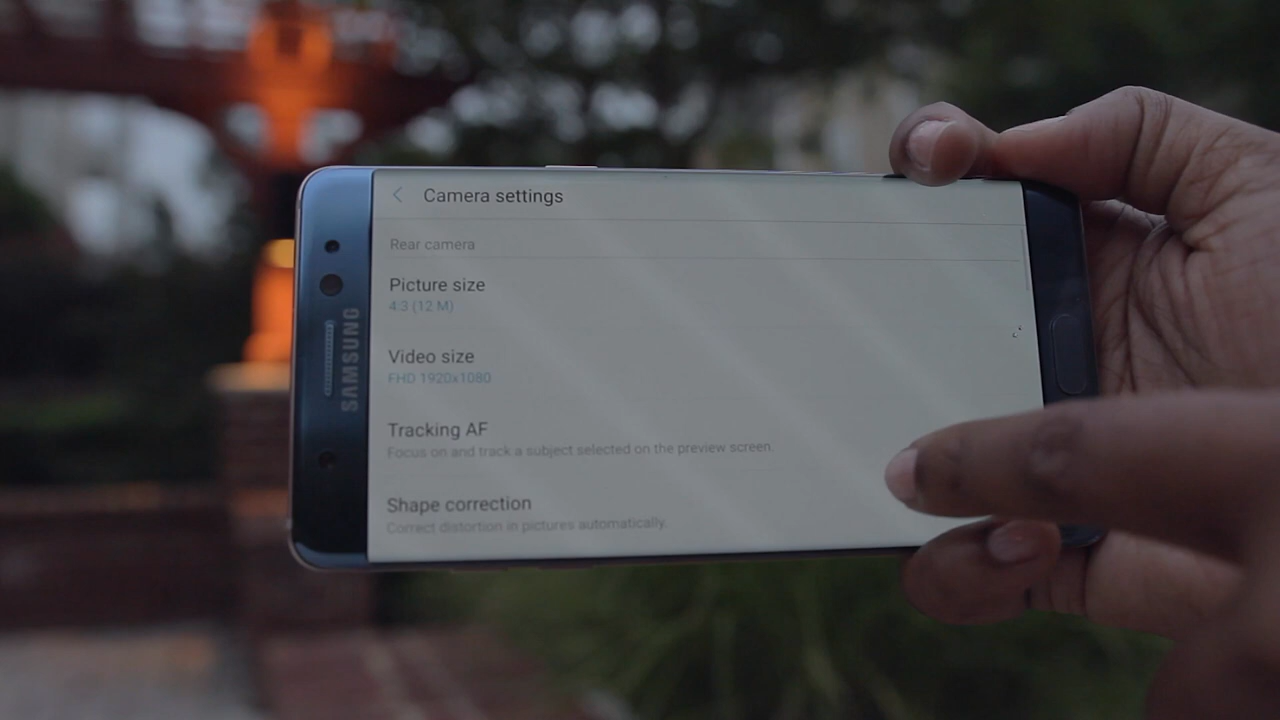 Camera settings
Rear camera
Picture size
4:3 (12 M)
Video size
FHD 1920x1080
Tracking AF
Focus on and track a subject selected on the preview screen.
Shape correction
Correct distortion in pictures automatically.
SAMSUNG